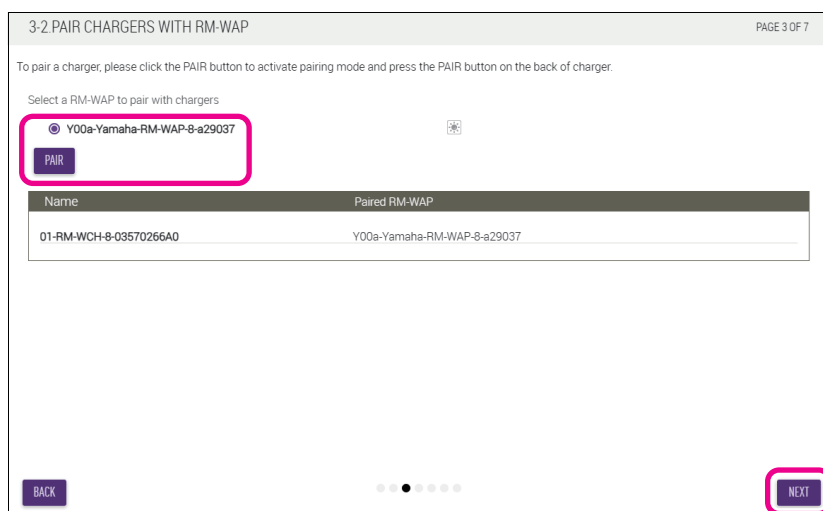 3-2.PAIR CHARGERS WITH RM-WAP
PAGE 3 OF 7
To pair a charger, please click the PAIR button to activate pairing mode and press the PAIR button on the back of charger.
Select a RM-WAP to pair with chargers
Y00a-Yamaha-RM-WAP-8-a29037
PAIR
Name Paired RM-WAP
01-RM-WCH-8-03570266A0 Y00a-Yamaha-RM-WAP-8-a29037
BACK
NEXT